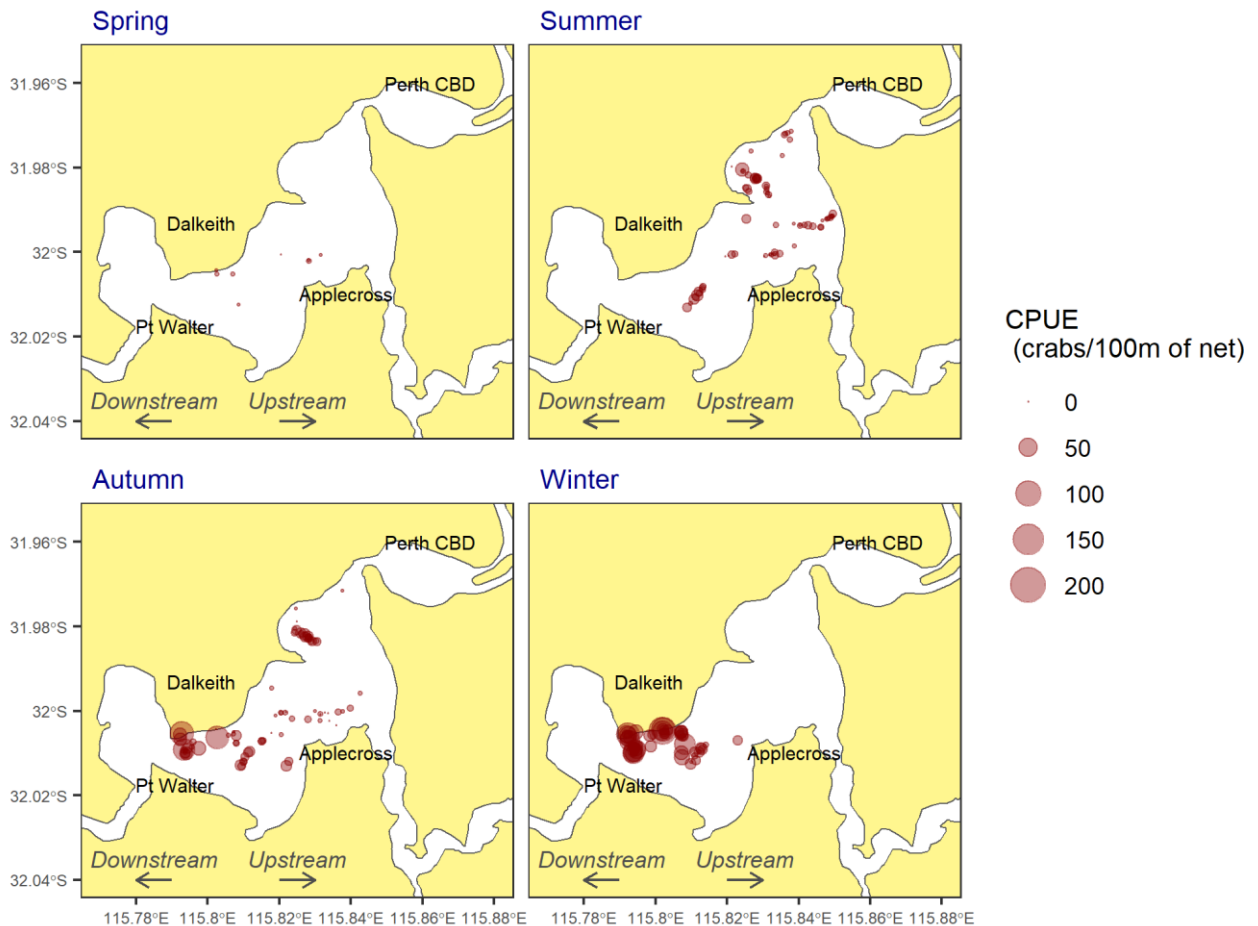 Spring
Summer
31.96°S
31.98°S
32°S
32.02°S
32.04°S
Perth CBD
Dalkeith
Applecross
Pt Walter
Downstream
Upstream
Perth CBD
Dalkeith
Applecross
Pt Walter
Downstream
Upstream
CPUE
(crabs/100m of net)
0
50
100
150
200
Autumn
Winter
31.96°S
31.98°S
32°S
32.02°S
32.04°S
Perth CBD
Dalkeith
Applecross
Pt Walter
Downstream
Upstream
Perth CBD
Dalkeith
Applecross
Pt Walter
Downstream
Upstream
115.78°E 115.8°E 115.82°E 115.84°E 115.86°E 115.88°E
115.78°E 115.8°E 115.82°E 115.84°E 115.86°E 115.88°E